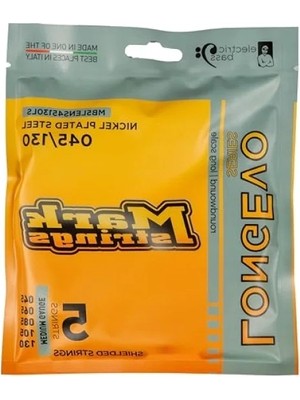 MADE IN ONE OF THE
BEST PLACES IN ITALY
electric
bass
MBSLENS45130LS
NICKEL PLATED STEEL
045/130
LONGEVO
series
roundwound | long scale
Mark
strings
5
STRINGS
MEDIUM GAUGE
045
065
085
105
130
SHIELDED STRINGS